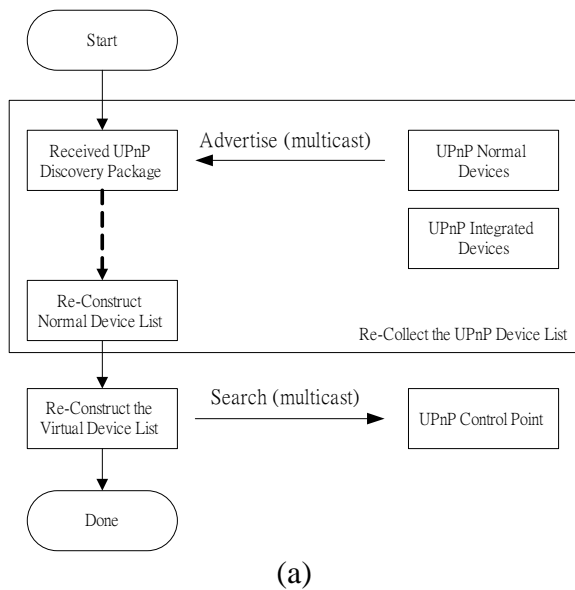 Start
Received UPnP
Discovery Package
Advertise (multicast)
UPnP Normal
Devices
UPnP Integrated
Devices
Re-Construct
Normal Device List
Re-Collect the UPnP Device List
Re-Construct the
Virtual Device List
Search (multicast)
UPnP Control Point
Done
(a)